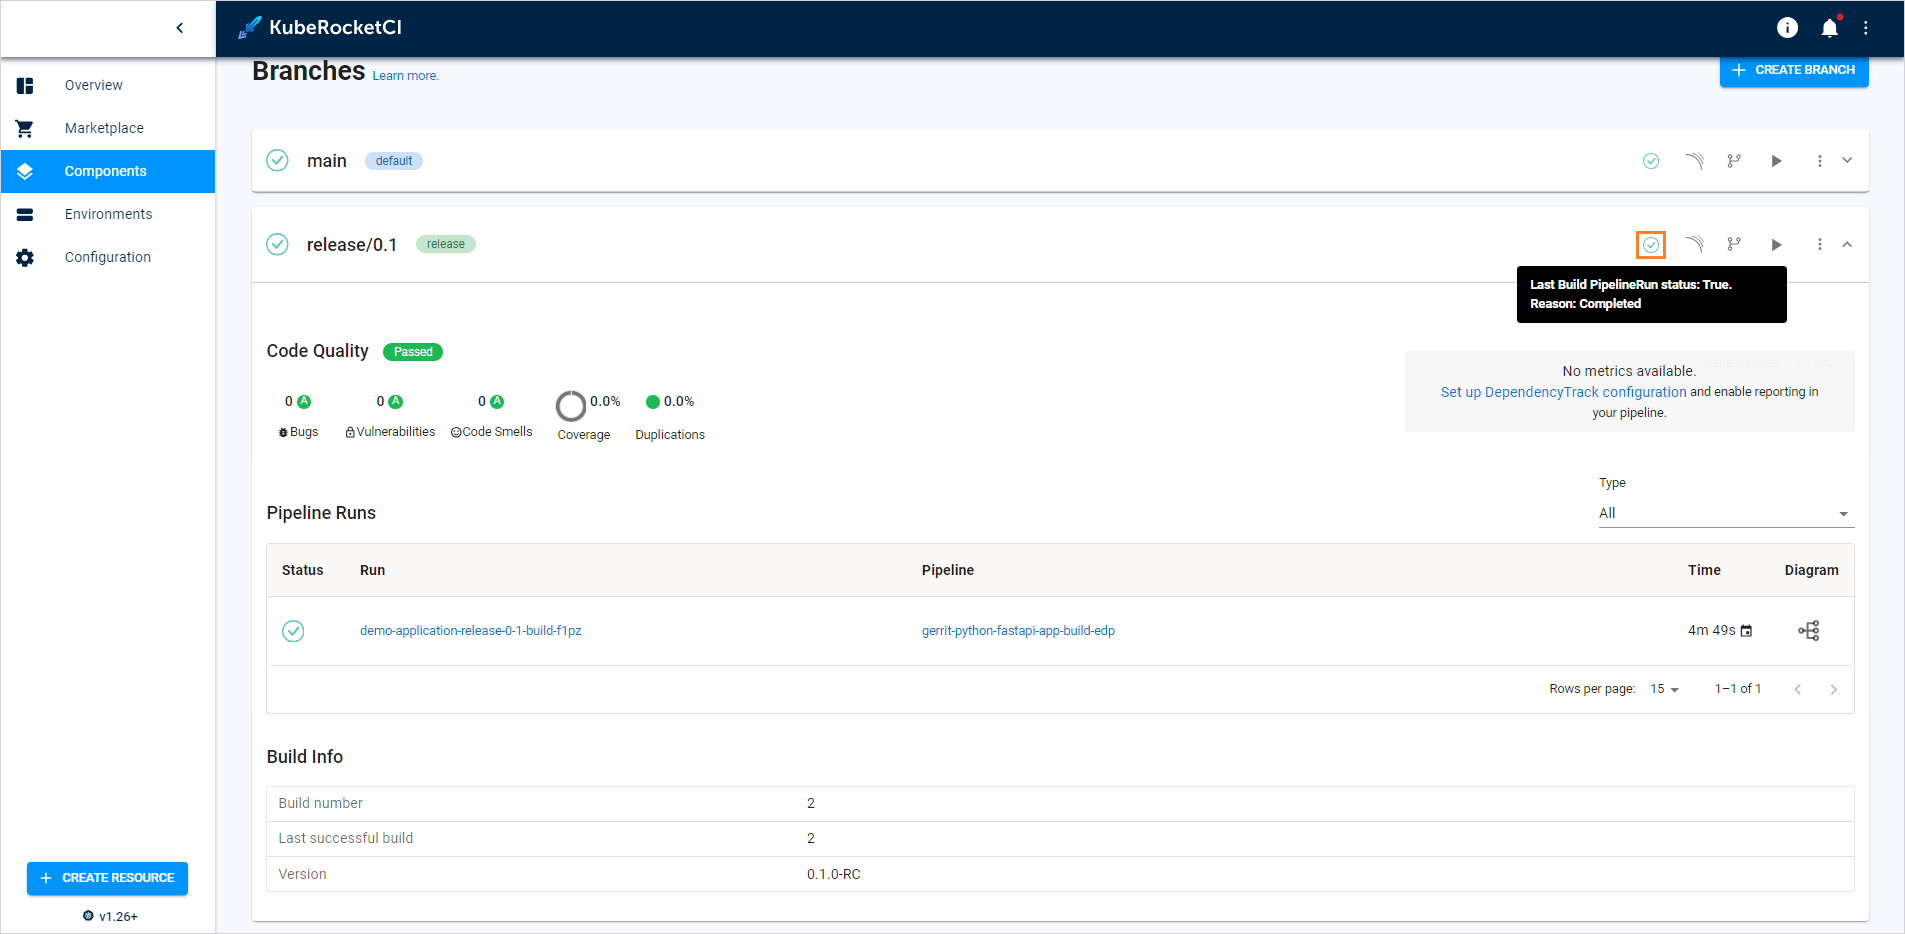 KubeRocketCI
Overview
Marketplace
Components
Environments
Configuration
CREATE RESOURCE
v1.26+
Branches Learn more.
CREATE BRANCH
main default
release/0.1 release
Last Build PipelineRun status: True.
Reason: Completed
Code Quality Passed
0 A
Bugs
0 A
Vulnerabilities
0 A
Code Smells
0.0%
Coverage
0.0%
Duplications
No metrics available.
Set up DependencyTrack configuration and enable reporting in
your pipeline.
Pipeline Runs
Type
All
Status Run Pipeline Time Diagram
demo-application-release-0-1-build-f1pz gerrit-python-fastapi-app-build-edp 4m 49s
Rows per page: 15 1–1 of 1
Build Info
Build number 2
Last successful build 2
Version 0.1.0-RC